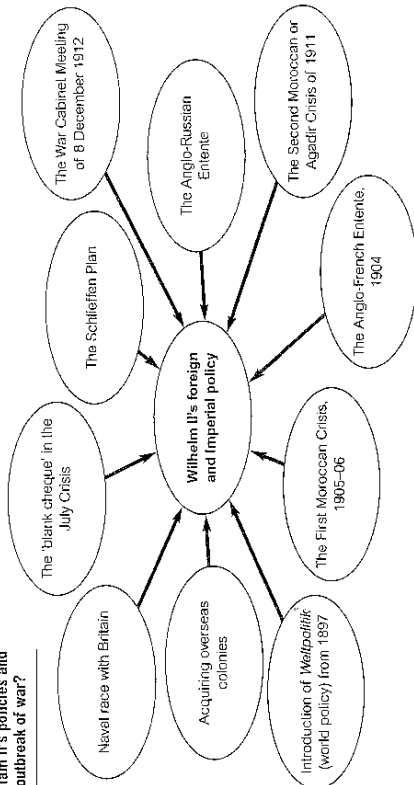 policies and
outbreak of war?
Naval race with Britain
The 'blank cheque' in the
July Crisis
The Schlieffen Plan
The War Cabinet Meeting
of 8 December 1912
Acquiring overseas
colonies
Wilhelm II's foreign
and Imperial policy
The Anglo-Russian
Entente
Introduction of Weltpolitik
(world policy) from 1897
The First Moroccan Crisis,
1905–06
The Anglo-French Entente,
1904
The Second Moroccan or
Agadir Crisis of 1911